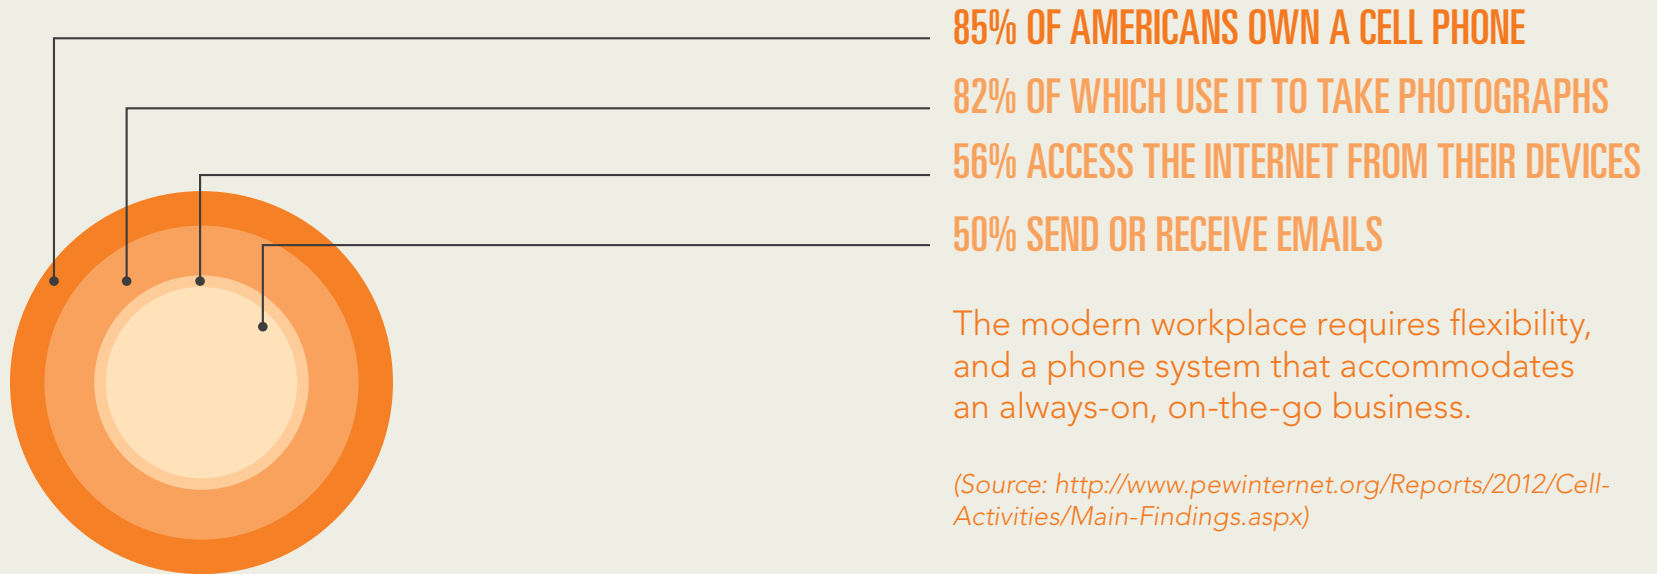 85% OF AMERICANS OWN A CELL PHONE
82% OF WHICH USE IT TO TAKE PHOTOGRAPHS
56% ACCESS THE INTERNET FROM THEIR DEVICES
50% SEND OR RECEIVE EMAILS
The modern workplace requires flexibility,
and a phone system that accommodates
an always-on, on-the-go business.
(Source: http://www.pewinternet.org/Reports/2012/Cell-
Activities/Main-Findings.aspx)